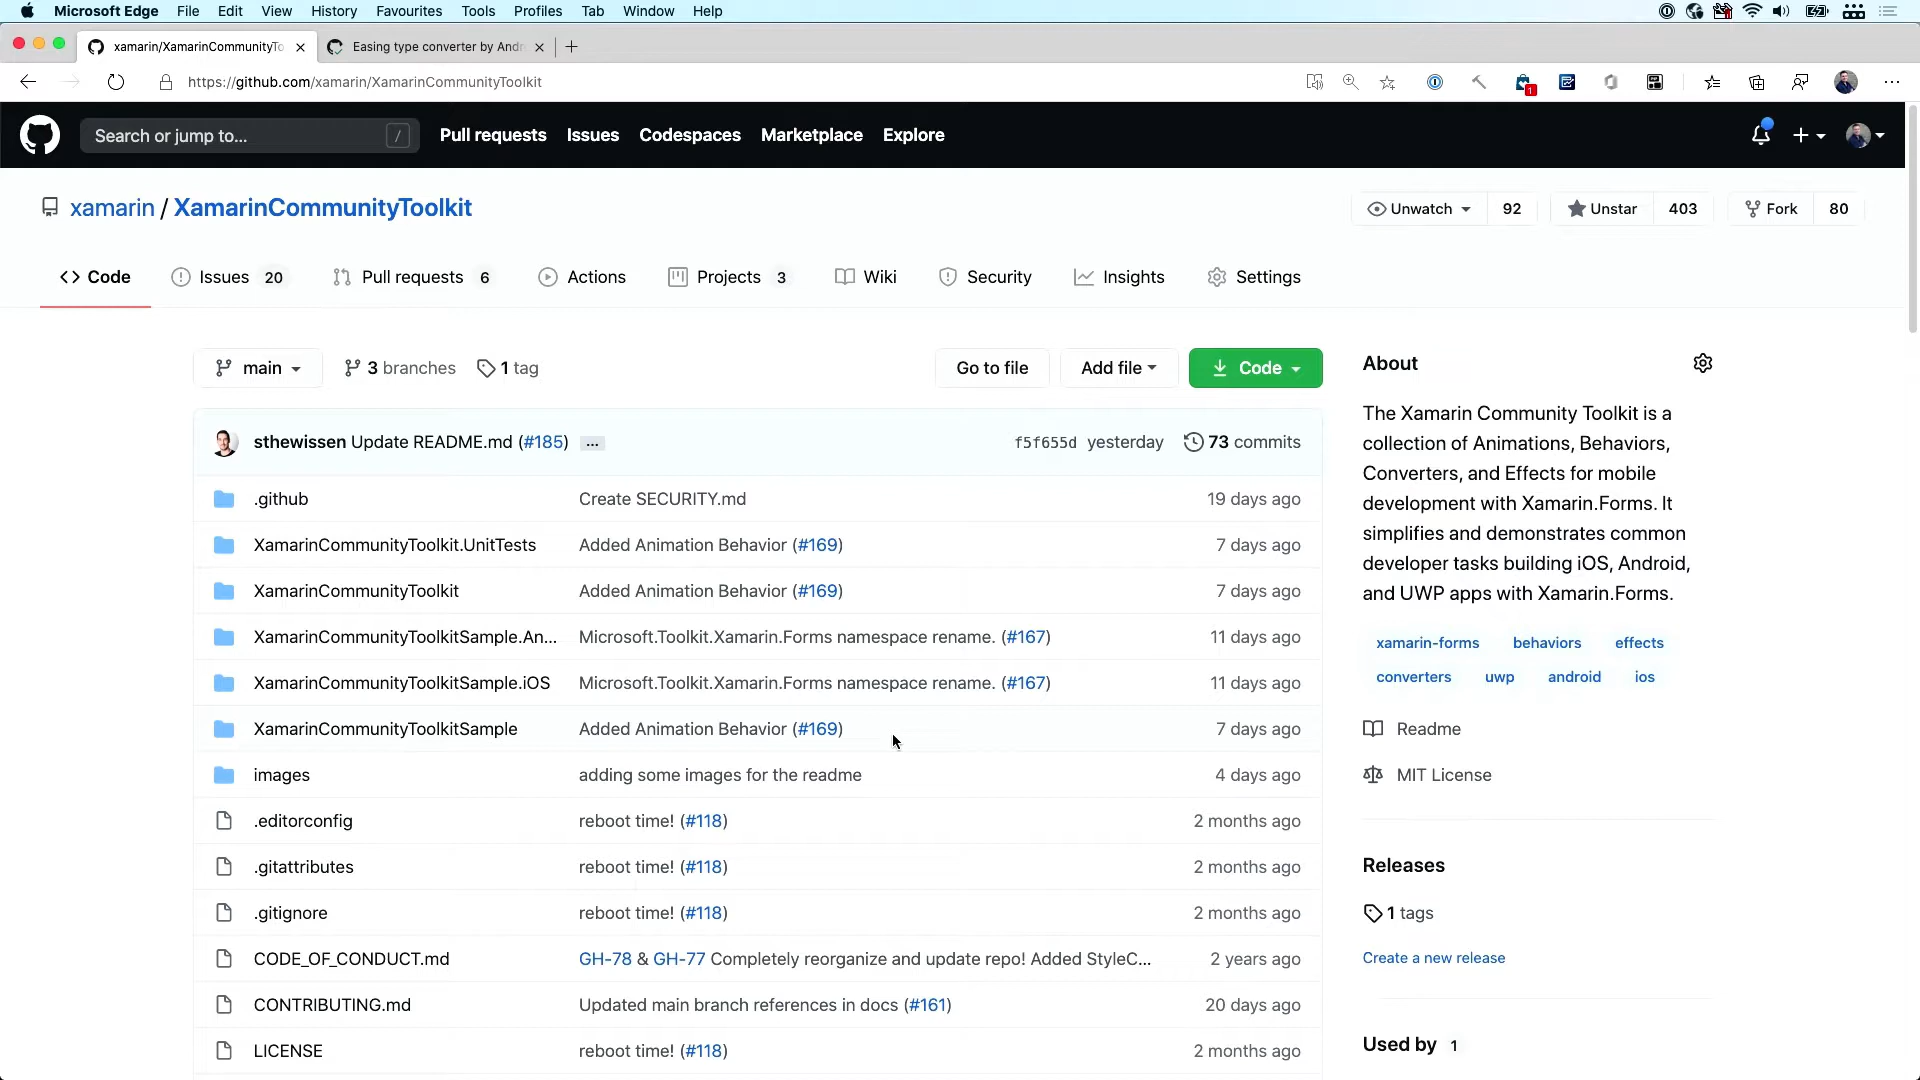 Microsoft Edge File Edit View History Favourites Tools Profiles Tab Window Help
xamarin/XamarinCommunityTo
Easing type converter by Andr
https://github.com/xamarin/XamarinCommunityToolkit
1
Search or jump to... /
Pull requests Issues Codespaces Marketplace Explore
xamarin / XamarinCommunityToolkit
Unwatch 92 Unstar 403 Fork 80
Code Issues 20 Pull requests 6 Actions Projects 3 Wiki Security Insights Settings
main 3 branches 1 tag Go to file Add file Code
sthewissen Update README.md (#185) ... f5f655d yesterday 73 commits
.github Create SECURITY.md 19 days ago
XamarinCommunityToolkit.UnitTests Added Animation Behavior (#169) 7 days ago
XamarinCommunityToolkit Added Animation Behavior (#169) 7 days ago
XamarinCommunityToolkitSample.An... Microsoft.Toolkit.Xamarin.Forms namespace rename. (#167) 11 days ago
XamarinCommunityToolkitSample.iOS Microsoft.Toolkit.Xamarin.Forms namespace rename. (#167) 11 days ago
XamarinCommunityToolkitSample Added Animation Behavior (#169) 7 days ago
images adding some images for the readme 4 days ago
.editorconfig reboot time! (#118) 2 months ago
.gitattributes reboot time! (#118) 2 months ago
.gitignore reboot time! (#118) 2 months ago
CODE_OF_CONDUCT.md GH-78 & GH-77 Completely reorganize and update repo! Added StyleC... 2 years ago
CONTRIBUTING.md Updated main branch references in docs (#161) 20 days ago
LICENSE reboot time! (#118) 2 months ago
About
The Xamarin Community Toolkit is a
collection of Animations, Behaviors,
Converters, and Effects for mobile
development with Xamarin.Forms. It
simplifies and demonstrates common
developer tasks building iOS, Android,
and UWP apps with Xamarin.Forms.
xamarin-forms behaviors effects
converters uwp android ios
Readme
MIT License
Releases
1 tags
Create a new release
Used by 1